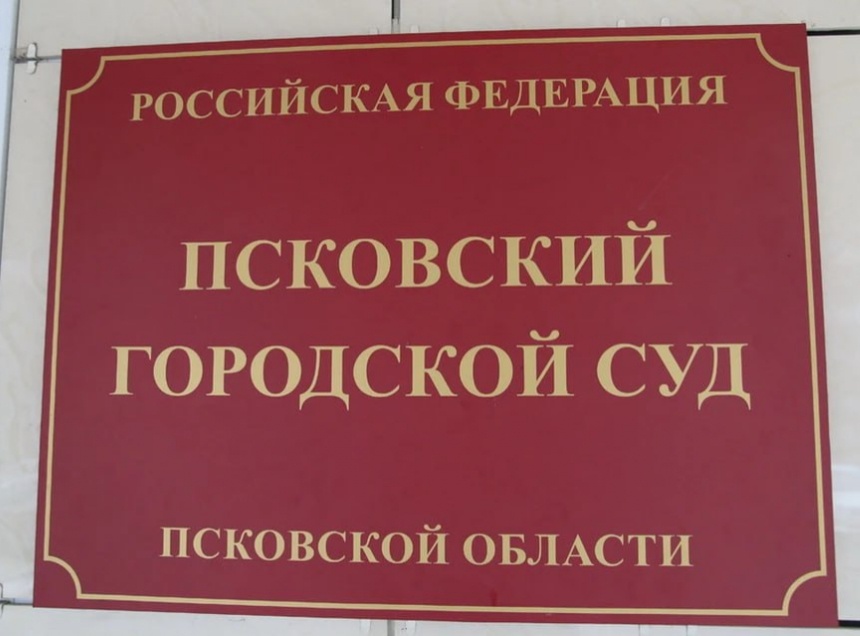 РОССИЙСКАЯ ФЕДЕРАЦИЯ
ПСКОВСКИЙ
ГОРОДСКОЙ СУД
ПСКОВСКОЙ ОБЛАСТИ